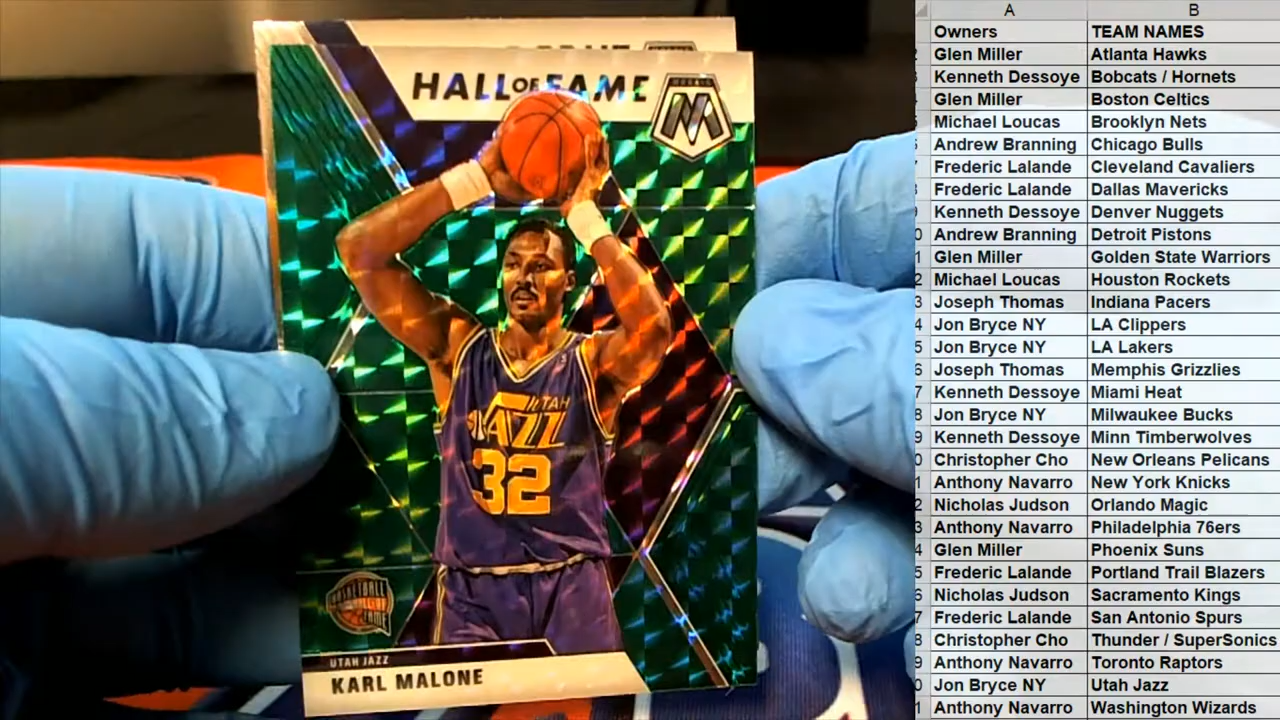 HALL OF FAME
MOSAIC
UTAH
JAZZ
32
BASKETBALL
HALL OF
FAME
UTAH JAZZ
KARL MALONE
A B
Owners TEAM NAMES
Glen Miller Atlanta Hawks
Kenneth Dessoye Bobcats / Hornets
Glen Miller Boston Celtics
Michael Loucas Brooklyn Nets
Andrew Branning Chicago Bulls
Frederic Lalande Cleveland Cavaliers
Frederic Lalande Dallas Mavericks
Kenneth Dessoye Denver Nuggets
Andrew Branning Detroit Pistons
Glen Miller Golden State Warriors
Michael Loucas Houston Rockets
Joseph Thomas Indiana Pacers
Jon Bryce NY LA Clippers
Jon Bryce NY LA Lakers
Joseph Thomas Memphis Grizzlies
Kenneth Dessoye Miami Heat
Jon Bryce NY Milwaukee Bucks
Kenneth Dessoye Minn Timberwolves
Christopher Cho New Orleans Pelicans
Anthony Navarro New York Knicks
Nicholas Judson Orlando Magic
Anthony Navarro Philadelphia 76ers
Glen Miller Phoenix Suns
Frederic Lalande Portland Trail Blazers
Nicholas Judson Sacramento Kings
Frederic Lalande San Antonio Spurs
Christopher Cho Thunder / SuperSonics
Anthony Navarro Toronto Raptors
Jon Bryce NY Utah Jazz
Anthony Navarro Washington Wizards